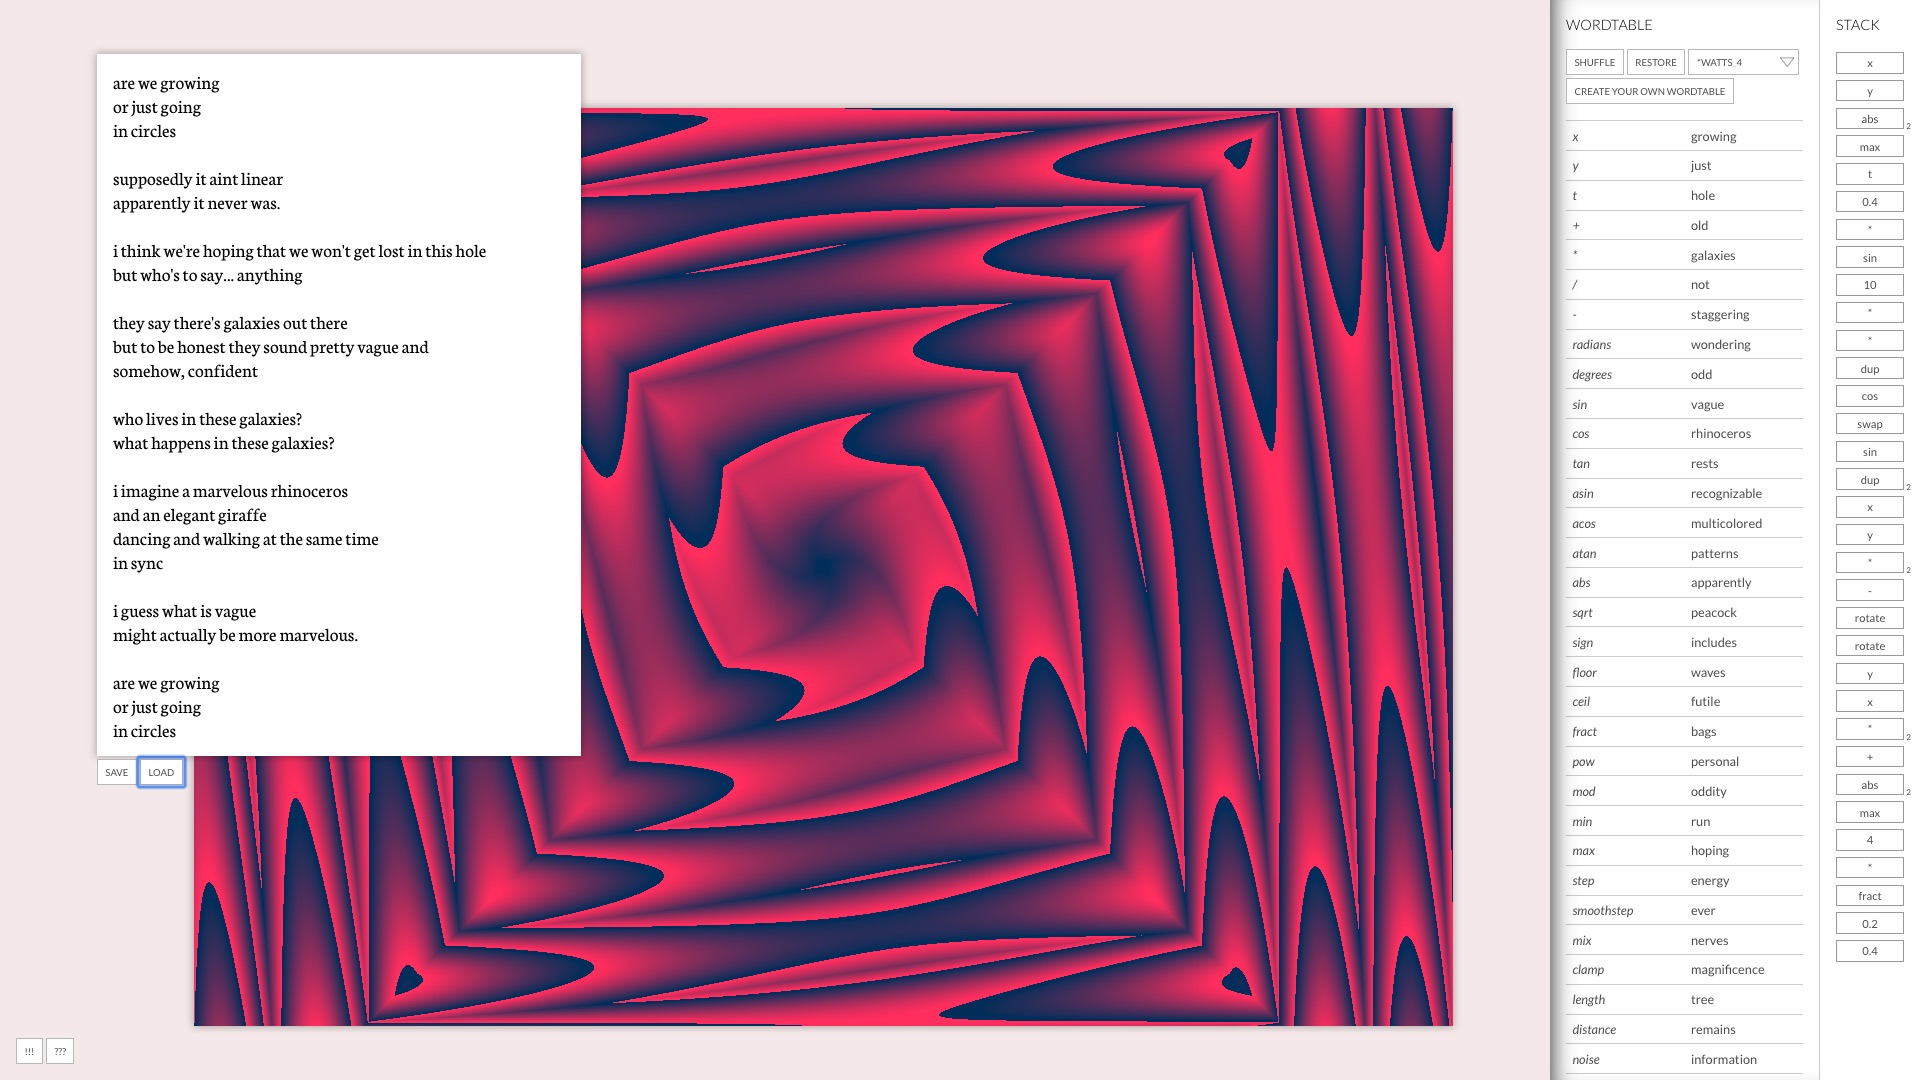 are we growing
or just going
in circles
supposedly it aint linear
apparently it never was.
i think we're hoping that we won't get lost in this hole
but who's to say... anything
they say there's galaxies out there
but to be honest they sound pretty vague and
somehow, confident
who lives in these galaxies?
what happens in these galaxies?
i imagine a marvelous rhinoceros
and an elegant giraffe
dancing and walking at the same time
in sync
i guess what is vague
might actually be more marvelous.
are we growing
or just going
in circles
SAVE LOAD
!!! ???
WORDTABLE
SHUFFLE RESTORE *WATTS_4
CREATE YOUR OWN WORDTABLE
x growing
y just
t hole
+ old
* galaxies
/ not
- staggering
radians wondering
degrees odd
sin vague
cos rhinoceros
tan rests
asin recognizable
acos multicolored
atan patterns
abs apparently
sqrt peacock
sign includes
floor waves
ceil futile
fract bags
pow personal
mod oddity
min run
max hoping
step energy
smoothstep ever
mix nerves
clamp magnificence
length tree
distance remains
noise information
STACK
x
y
abs 2
max
t
0.4
*
sin
10
*
*
dup
cos
swap
sin
dup 2
x
y
* 2
-
rotate
rotate
y
x
* 2
+
abs 2
max
4
*
fract
0.2
0.4